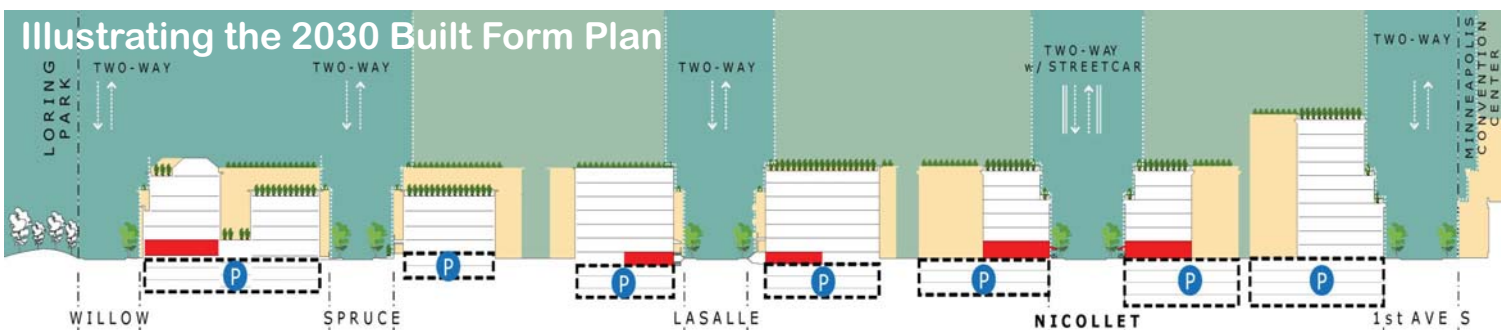 Illustrating the 2030 Built Form Plan
LORING
PARK
TWO-WAY
TWO-WAY
TWO-WAY
TWO-WAY
w/ STREETCAR
TWO-WAY
MINNEAPOLIS
CONVENTION
CENTER
P
P
P
P
P
P
P
WILLOW
SPRUCE
LASALLE
NICOLLET
1st AVE S